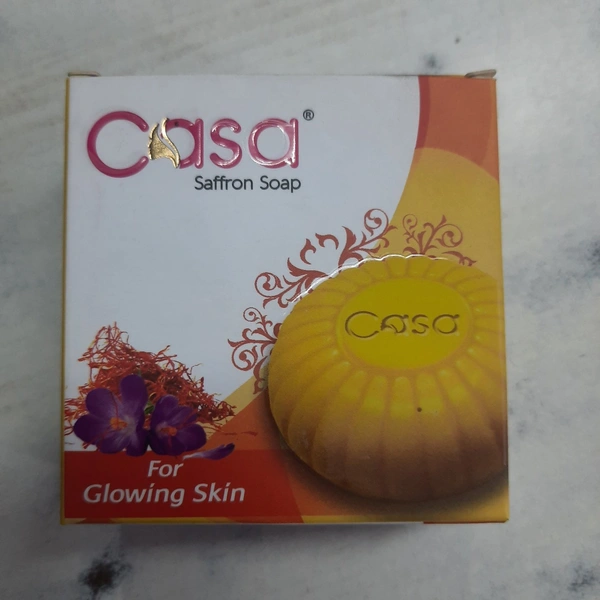 Casa®
Saffron Soap
Casa
For
Glowing Skin